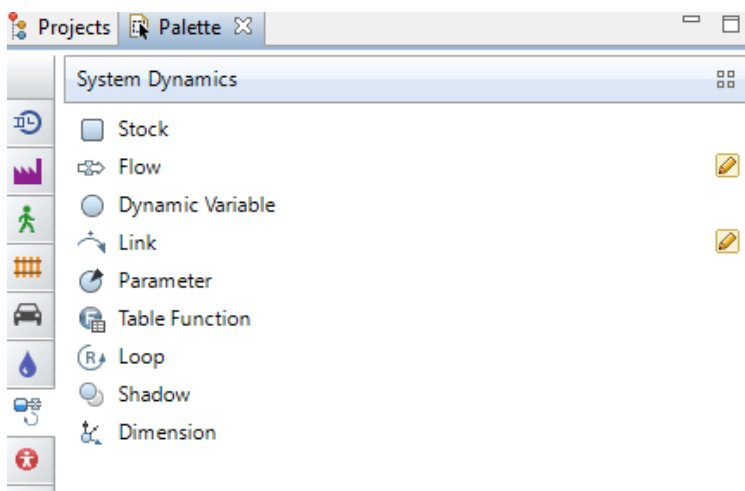 Projects Palette
System Dynamics
Stock
Flow
Dynamic Variable
Link
Parameter
Table Function
Loop
Shadow
Dimension